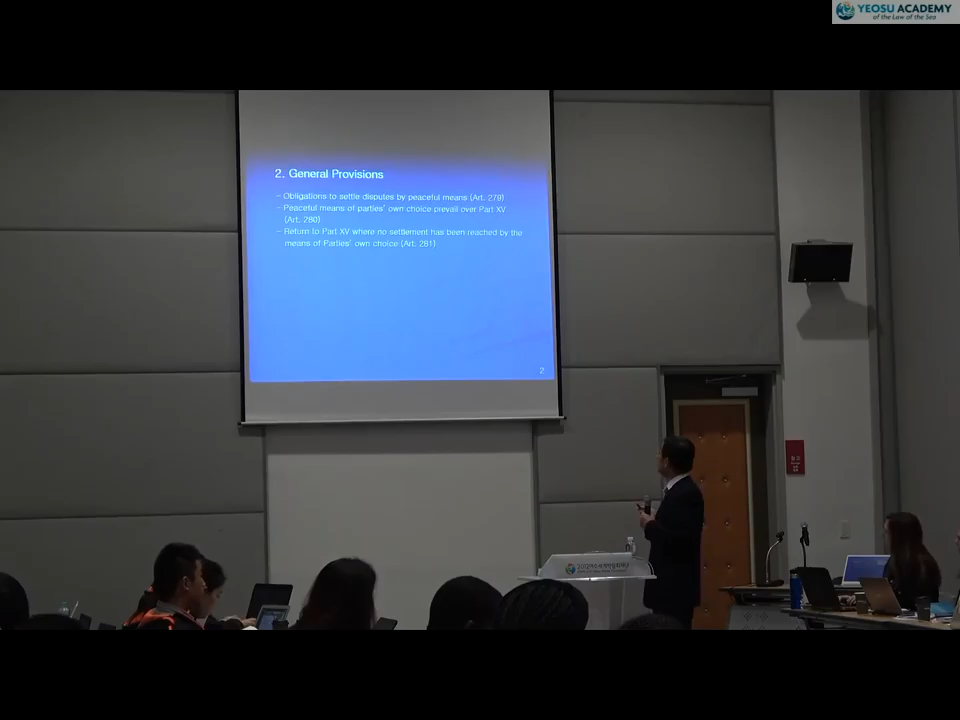 YEOSU ACADEMY
of the Law of the Sea
2. General Provisions
- Obligations to settle disputes by peaceful means (Art. 279)
- Peaceful means of parties' own choice prevail over Part XV
(Art. 280)
- Return to Part XV where no settlement has been reached by the
means of Parties' own choice (Art. 281)
2